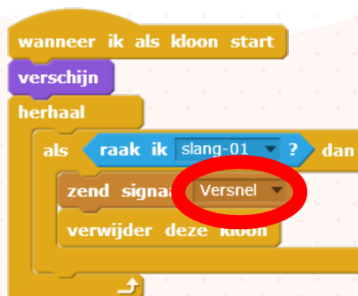 wanneer ik als kloon start
verschijn
herhaal
als raak ik slang-01 ? dan
zend signaal Versnel
verwijder deze kloon